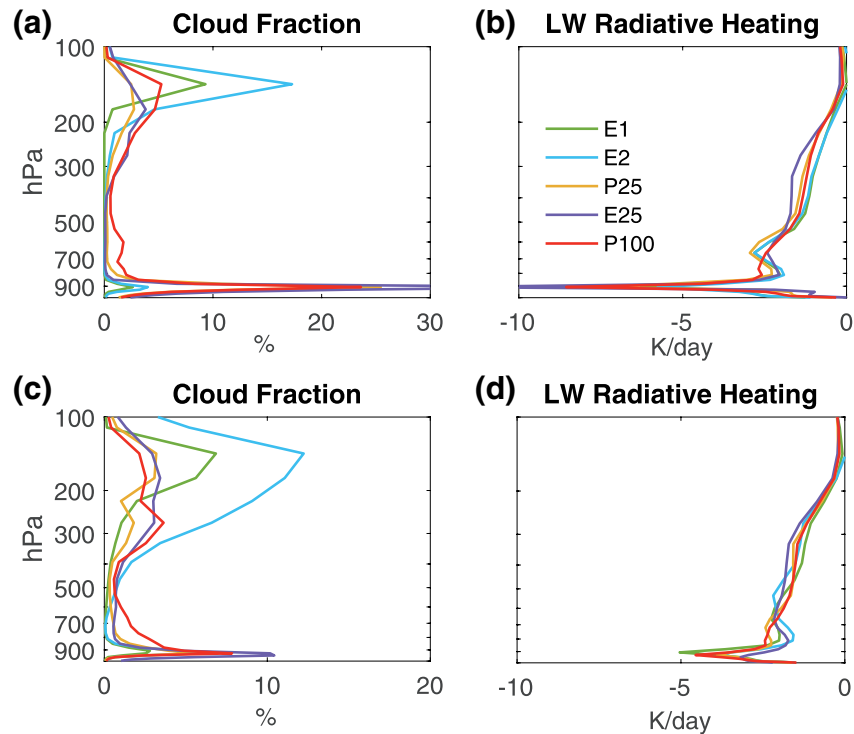 (a) Cloud Fraction
(b) LW Radiative Heating
100
200
300
500
700
900
hPa
0 10 20 30
%
E1
E2
P25
E25
P100
-10 -5 0
K/day
(c) Cloud Fraction
(d) LW Radiative Heating
100
200
300
500
700
900
hPa
0 10 20
%
-10 -5 0
K/day